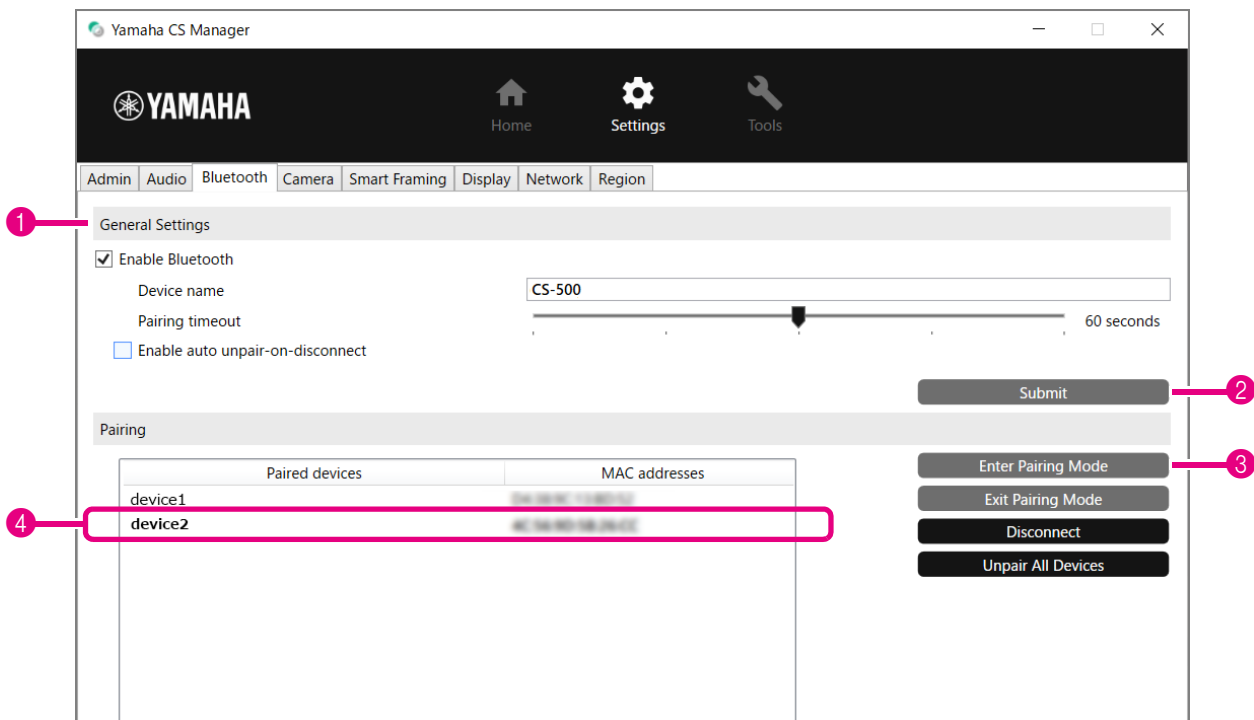 Yamaha CS Manager
YAMAHA
Home
Settings
Tools
Admin
Audio
Bluetooth
Camera
Smart Framing
Display
Network
Region
1
General Settings
Enable Bluetooth
Device name
CS-500
Pairing timeout
60 seconds
Enable auto unpair-on-disconnect
Submit
2
Pairing
Paired devices
MAC addresses
Enter Pairing Mode
3
device1
Exit Pairing Mode
4
device2
Disconnect
Unpair All Devices